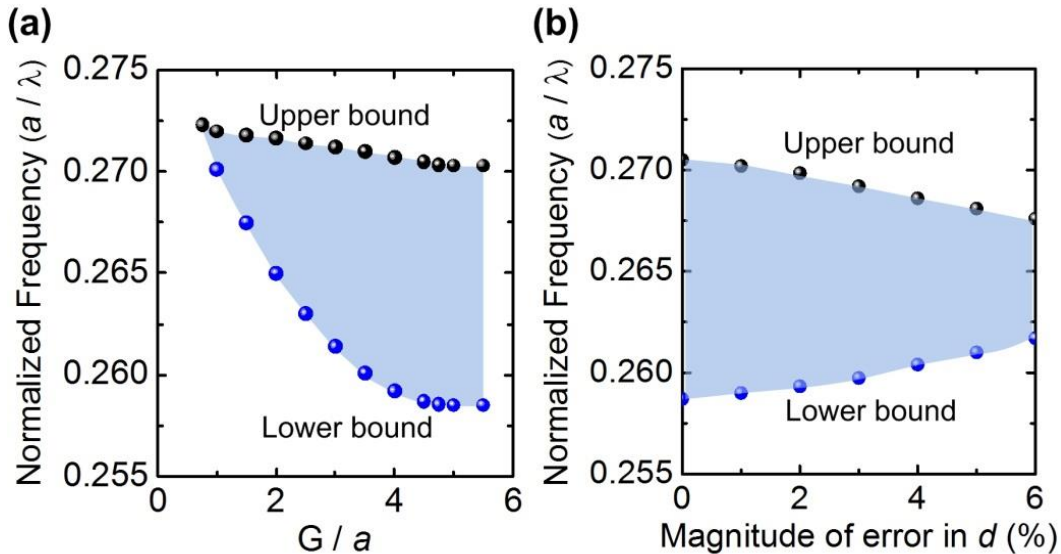 (a)
Normalized Frequency (a / λ)
0.275
0.270
0.265
0.260
0.255
Upper bound
Lower bound
0 2 4 6
G / a
(b)
Normalized Frequency (a / λ)
0.275
0.270
0.265
0.260
0.255
Upper bound
Lower bound
0 2 4 6
Magnitude of error in d (%)